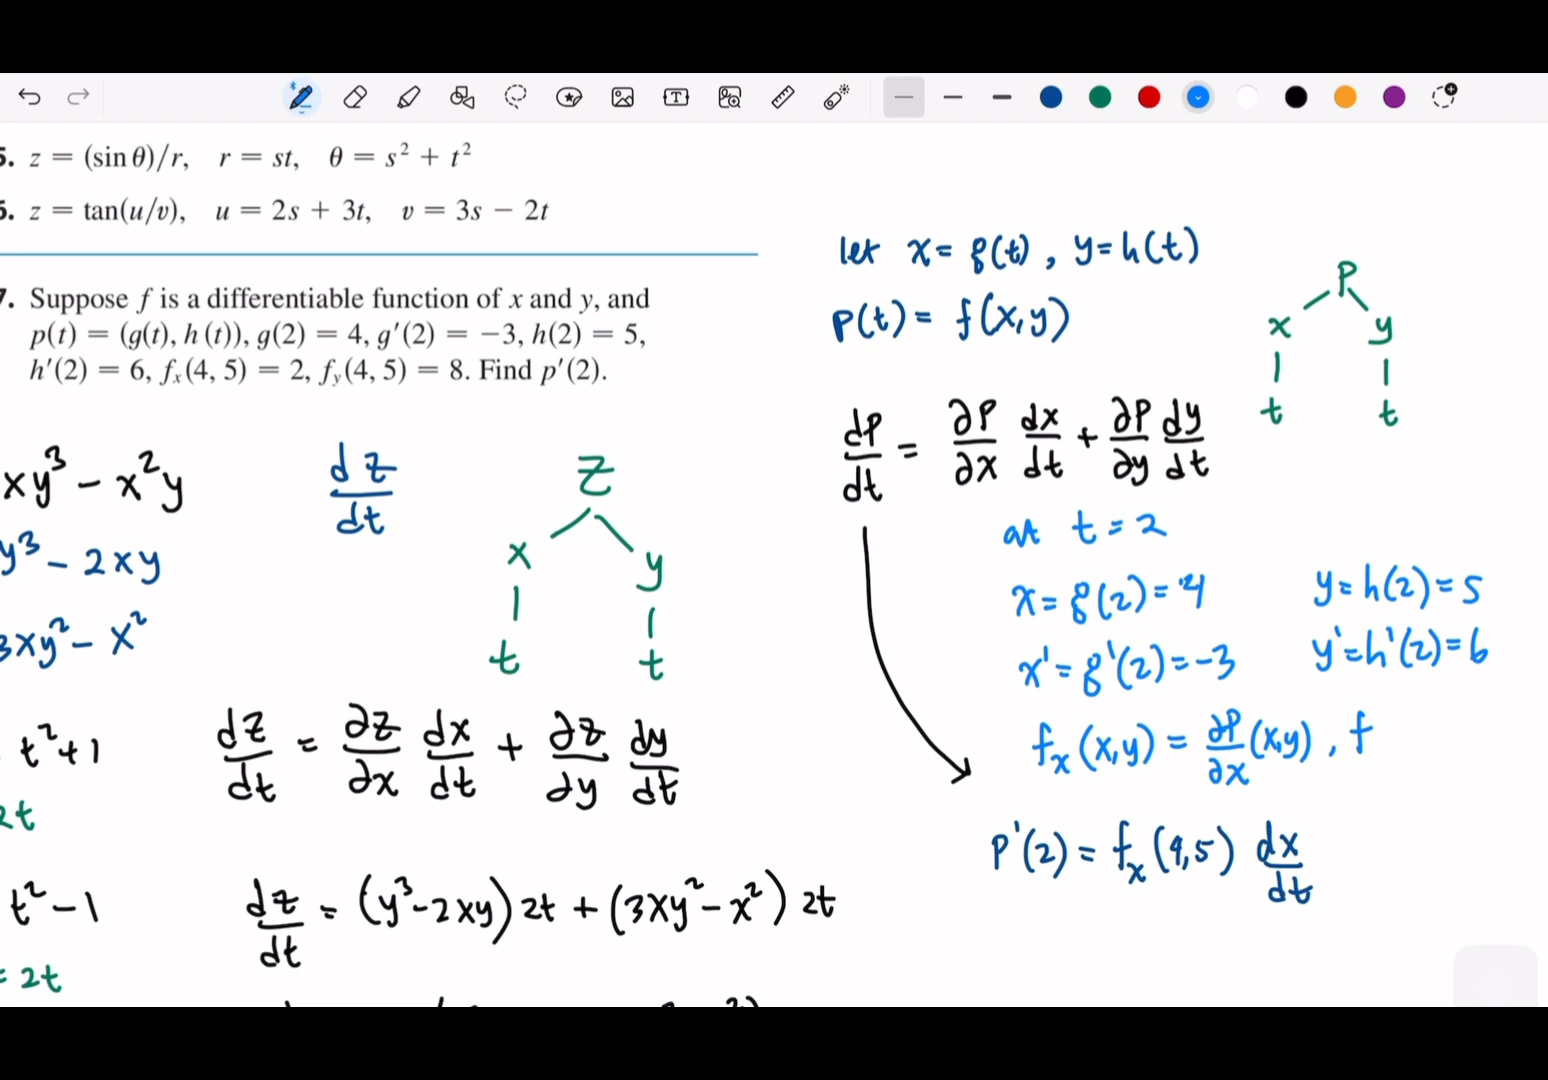 5. z = (sin θ)/r, r = st, θ = s² + t²
6. z = tan(u/v), u = 2s + 3t, v = 3s − 2t
7. Suppose f is a differentiable function of x and y, and
p(t) = (g(t), h (t)), g(2) = 4, g′(2) = −3, h(2) = 5,
h′(2) = 6, fₓ(4, 5) = 2, f_y(4, 5) = 8. Find p′(2).
xy³ − x²y
y³ − 2xy
3xy² − x²
t²+1
2t
t²−1
= 2t
dz/dt
z
x y
t t
dz/dt = ∂z/∂x dx/dt + ∂z/∂y dy/dt
dz/dt = (y³−2xy) 2t + (3xy²−x²) 2t
let x = g(t), y = h(t)
p(t) = f(x,y)
P
x y
t t
dP/dt = ∂P/∂x dx/dt + ∂P/∂y dy/dt
at t = 2
x = g(2) = 4 y = h(2) = 5
x' = g'(2) = −3 y' = h'(2) = 6
fₓ(x,y) = ∂P/∂x (x,y), f
P'(2) = fₓ(4,5) dx/dt